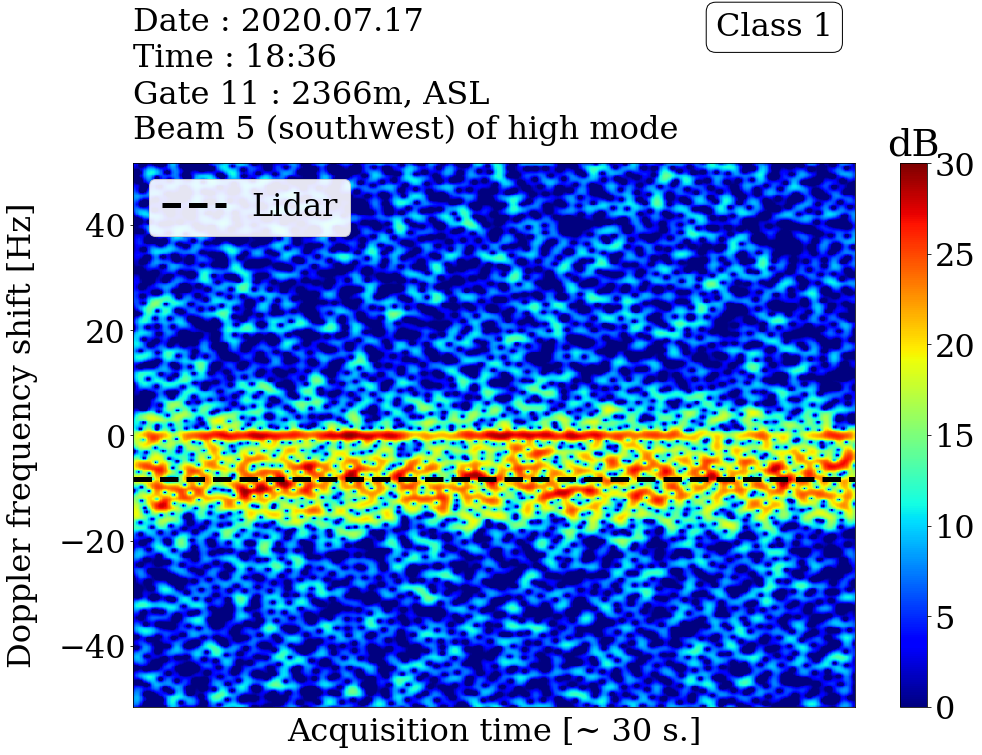 Date : 2020.07.17
Time : 18:36
Gate 11 : 2366m, ASL
Beam 5 (southwest) of high mode
Class 1
dB
Lidar
Doppler frequency shift [Hz]
40
20
0
−20
−40
Acquisition time [~ 30 s.]
30
25
20
15
10
5
0